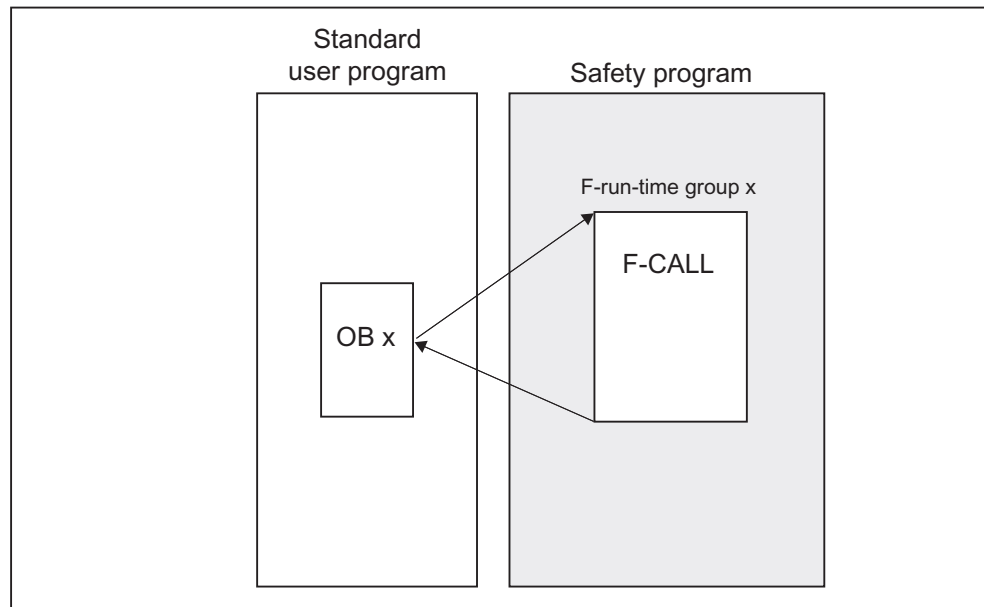 Standard
user program
Safety program
F-run-time group x
F-CALL
OB x